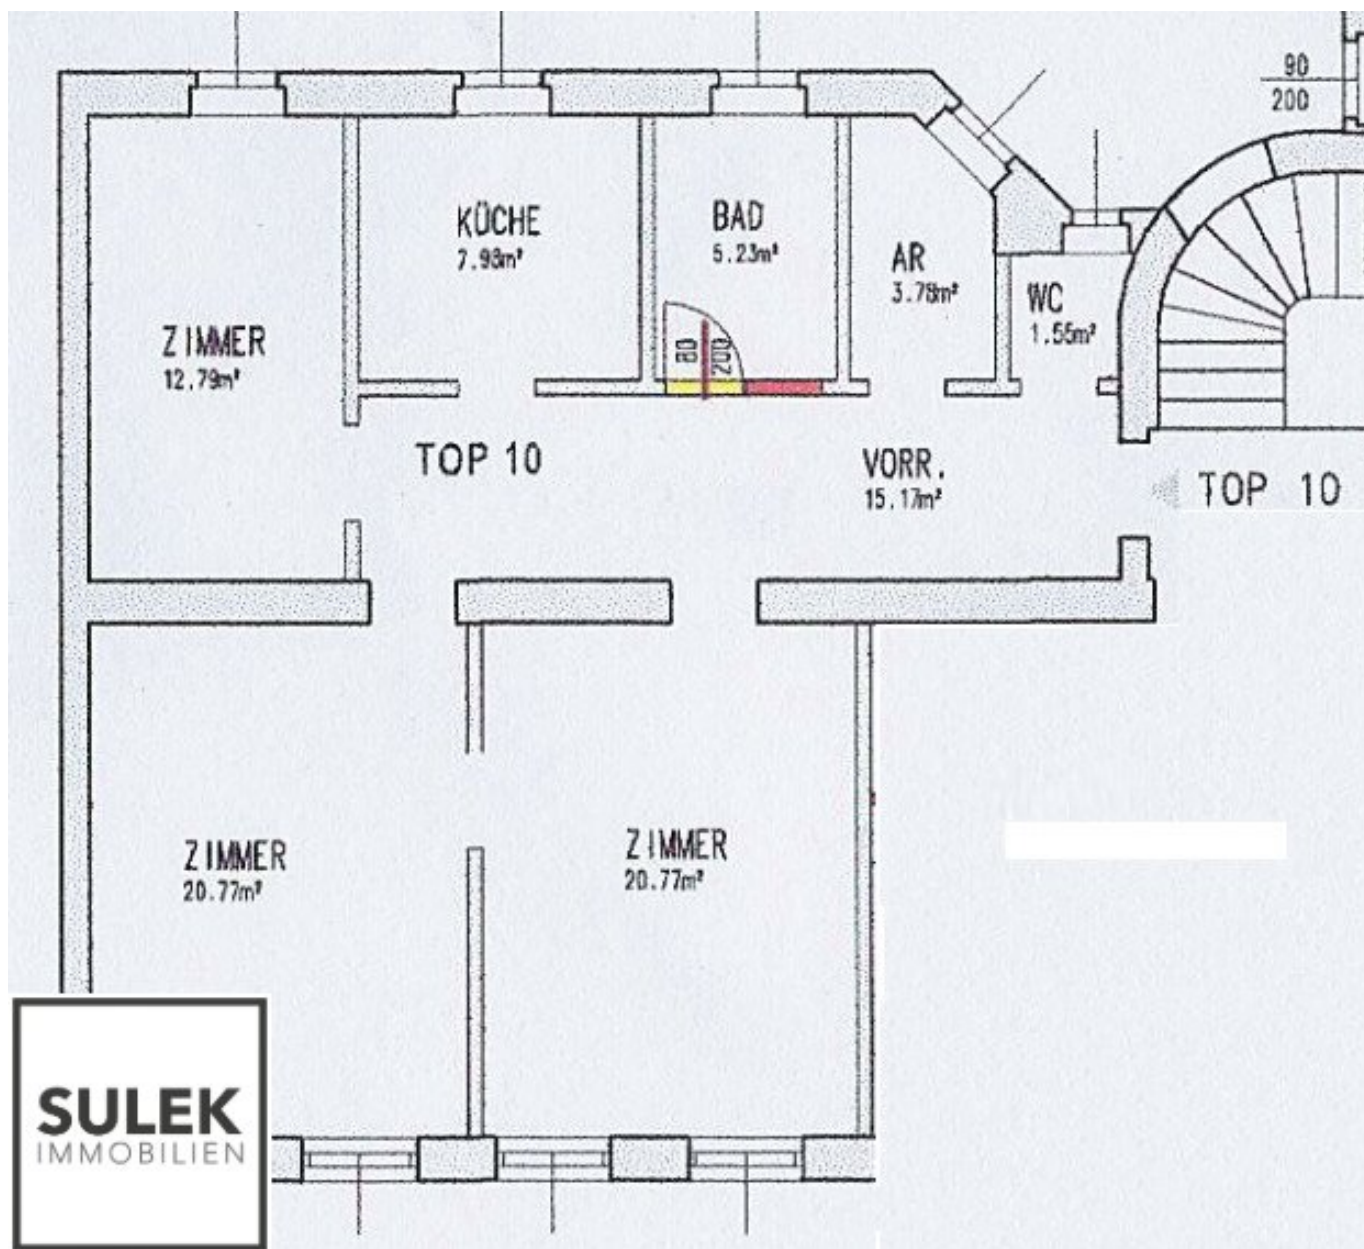 90
200
KÜCHE
7.98m²
BAD
5.23m²
AR
3.78m²
WC
1.55m²
ZIMMER
12.79m²
80
200
TOP 10
VORR.
15.17m²
TOP 10
ZIMMER
20.77m²
ZIMMER
20.77m²
SULEK
IMMOBILIEN